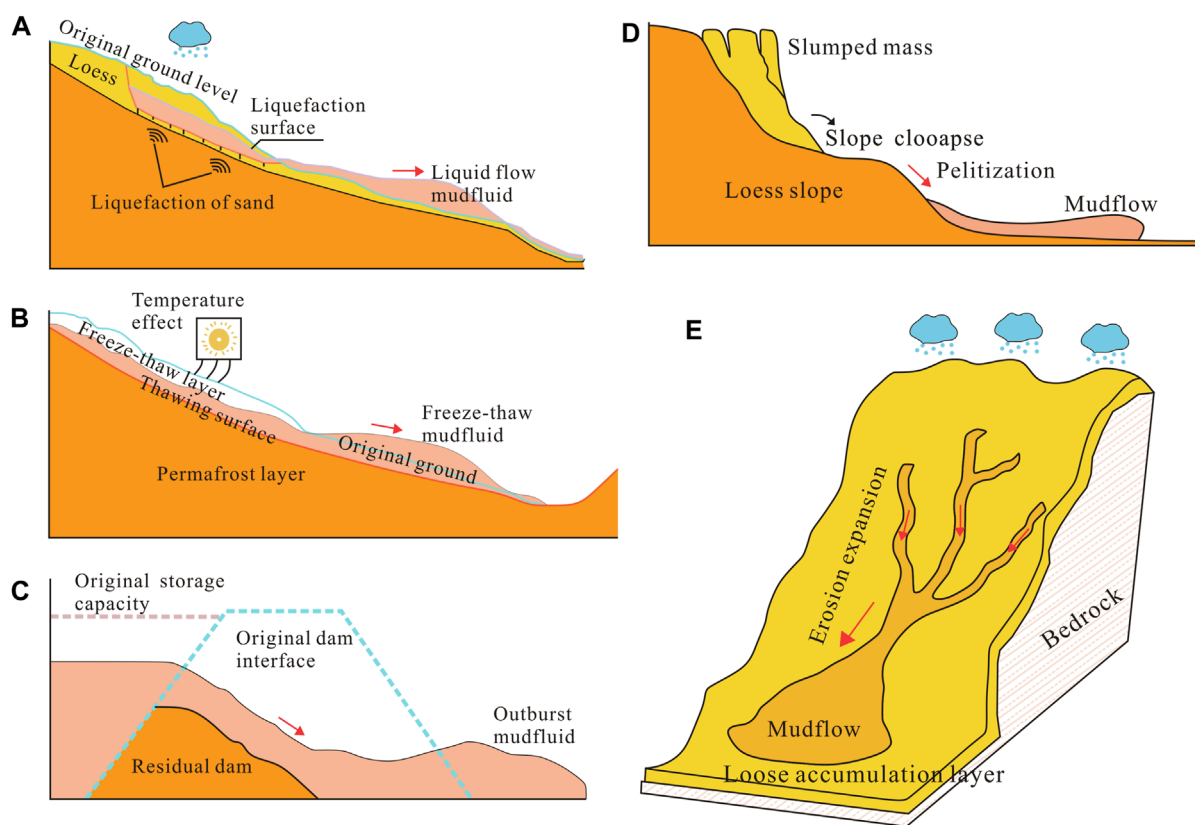 A
Original ground level
Loess
Liquefaction
surface
Liquefaction of sand
Liquid flow
mudfluid
B
Temperature
effect
Freeze-thaw layer
Thawing surface
Freeze-thaw
mudfluid
Original ground
Permafrost layer
C
Original storage
capacity
Original dam
interface
Outburst
mudfluid
Residual dam
D
Slumped mass
Slope clooapse
Pelitization
Loess slope
Mudflow
E
Erosion expansion
Bedrock
Mudflow
Loose accumulation layer